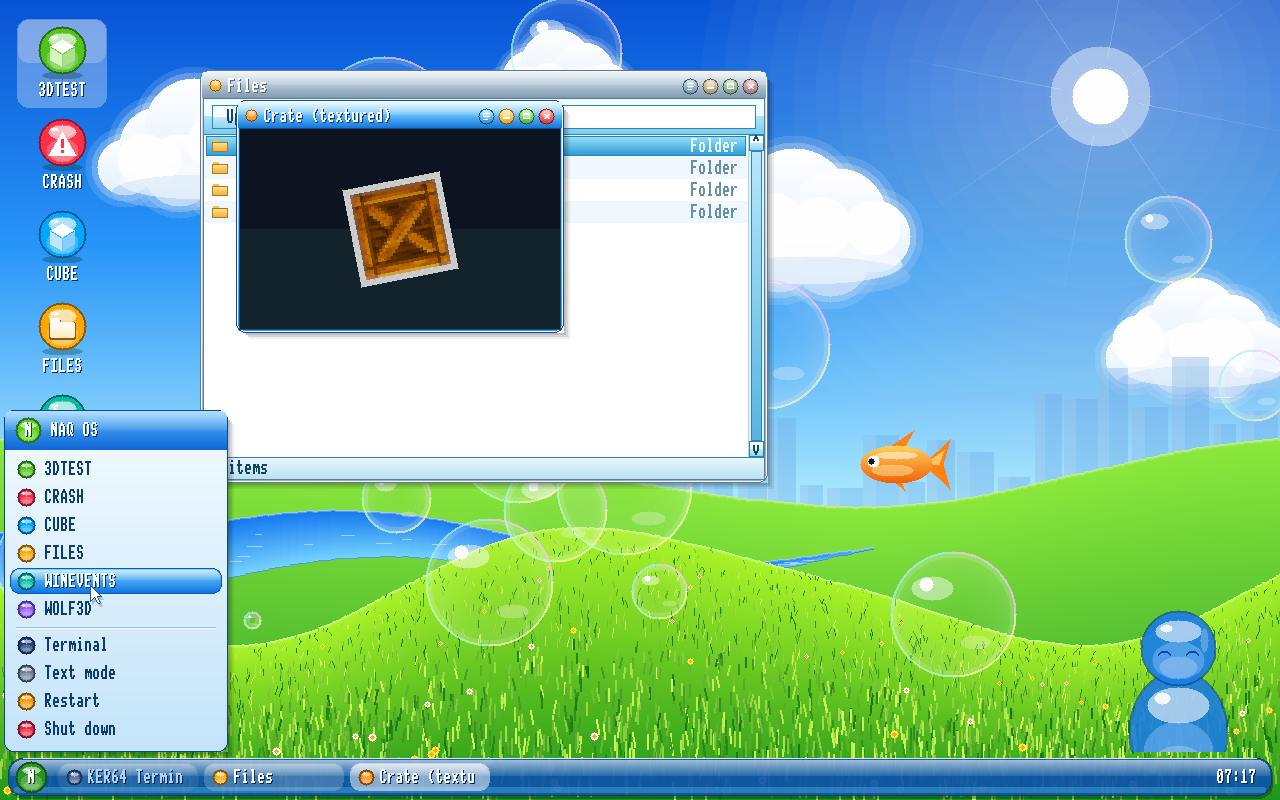 3DTEST
CRASH
CUBE
FILES
Files
Crate (textured)
Folder
Folder
Folder
Folder
items
NAQ OS
3DTEST
CRASH
CUBE
FILES
WINEVENTS
WOLF3D
Terminal
Text mode
Restart
Shut down
N
KER64 Termin
Files
Crate (textu
07:17